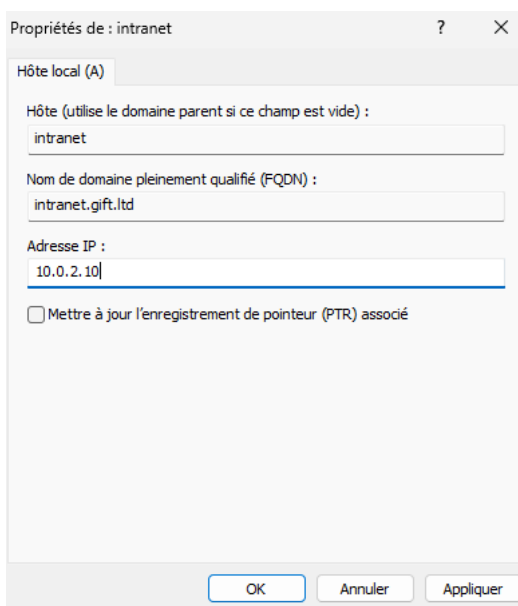 Propriétés de : intranet
?
Hôte local (A)
Hôte (utilise le domaine parent si ce champ est vide) :
intranet
Nom de domaine pleinement qualifié (FQDN) :
intranet.gift.ltd
Adresse IP :
10.0.2.10
Mettre à jour l'enregistrement de pointeur (PTR) associé
OK Annuler Appliquer